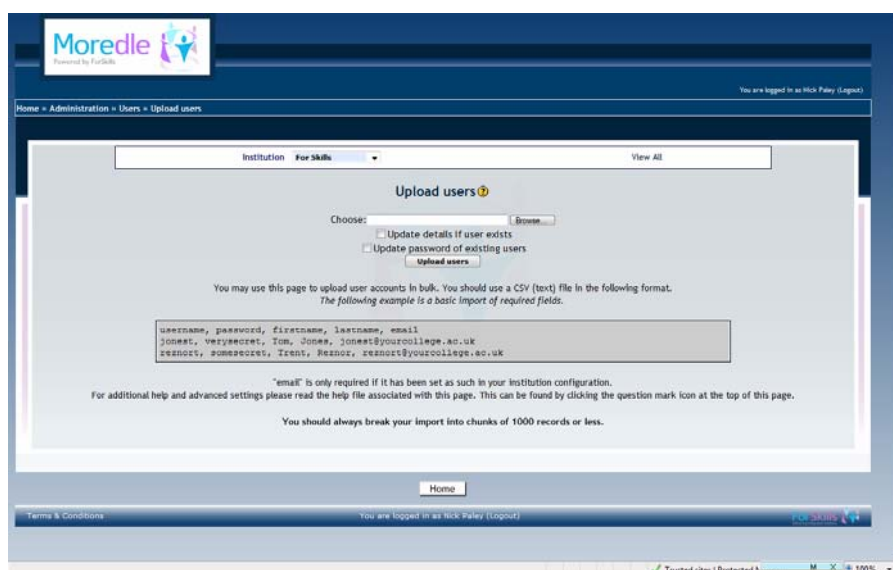 Moredle
Powered by ForSkills
You are logged in as Nick Paley (Logout)
Home » Administration » Users » Upload users
Institution For Skills View All
Upload users
Choose: Browse...
Update details if user exists
Update password of existing users
Upload users
You may use this page to upload user accounts in bulk. You should use a CSV (text) file in the following format.
The following example is a basic import of required fields.
username, password, firstname, lastname, email
jonest, verysecret, Tom, Jones, jonest@yourcollege.ac.uk
reznort, somesecret, Trent, Reznor, reznort@yourcollege.ac.uk
"email" is only required if it has been set as such in your institution configuration.
For additional help and advanced settings please read the help file associated with this page. This can be found by clicking the question mark icon at the top of this page.
You should always break your import into chunks of 1000 records or less.
Home
Terms & Conditions You are logged in as Nick Paley (Logout) ForSkills
Trusted sites | Protected M X 100%